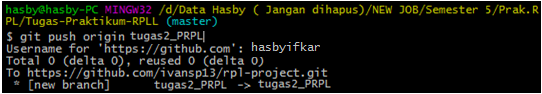 hasby@hasby-PC MINGW32 /d/Data Hasby ( Jangan dihapus)/NEW JOB/Semester 5/Prak.R
PL/Tugas-Praktikum-RPLL (master)
$ git push origin tugas2_PRPL
Username for 'https://github.com': hasbyifkar
Total 0 (delta 0), reused 0 (delta 0)
To https://github.com/ivansp13/rpl-project.git
 * [new branch]      tugas2_PRPL -> tugas2_PRPL